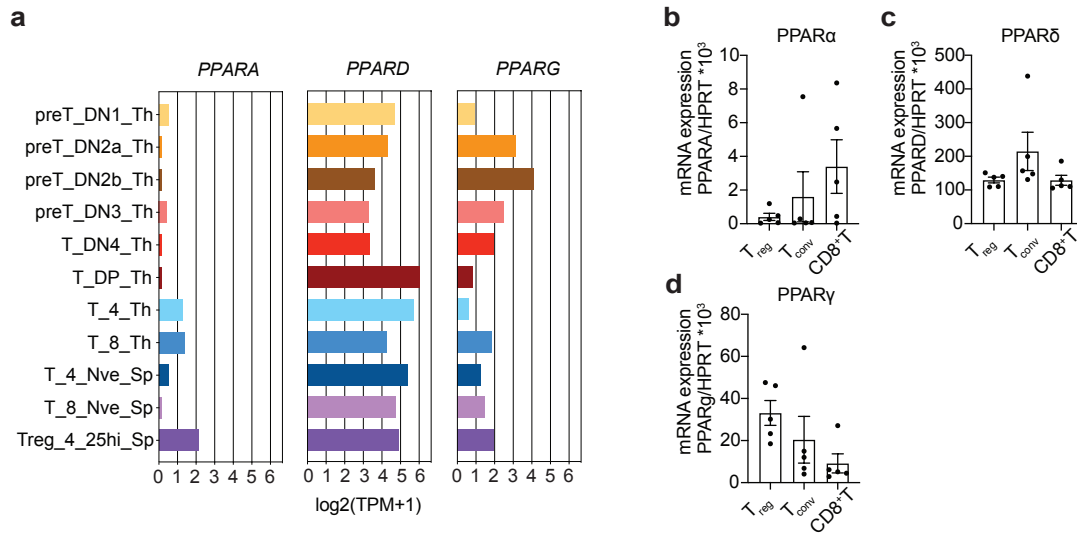 a
PPARA PPARD PPARG
preT_DN1_Th
preT_DN2a_Th
preT_DN2b_Th
preT_DN3_Th
T_DN4_Th
T_DP_Th
T_4_Th
T_8_Th
T_4_Nve_Sp
T_8_Nve_Sp
Treg_4_25hi_Sp
0 1 2 3 4 5 6 0 1 2 3 4 5 6 0 1 2 3 4 5 6
log2(TPM+1)
b
PPARα
mRNA expression
PPARA/HPRT *10³
10
8
6
4
2
0
Treg Tconv CD8⁺T
c
PPARδ
mRNA expression
PPARD/HPRT *10³
500
400
300
200
100
0
Treg Tconv CD8⁺T
d
PPARγ
mRNA expression
PPARg/HPRT *10³
80
60
40
20
0
Treg Tconv CD8⁺T